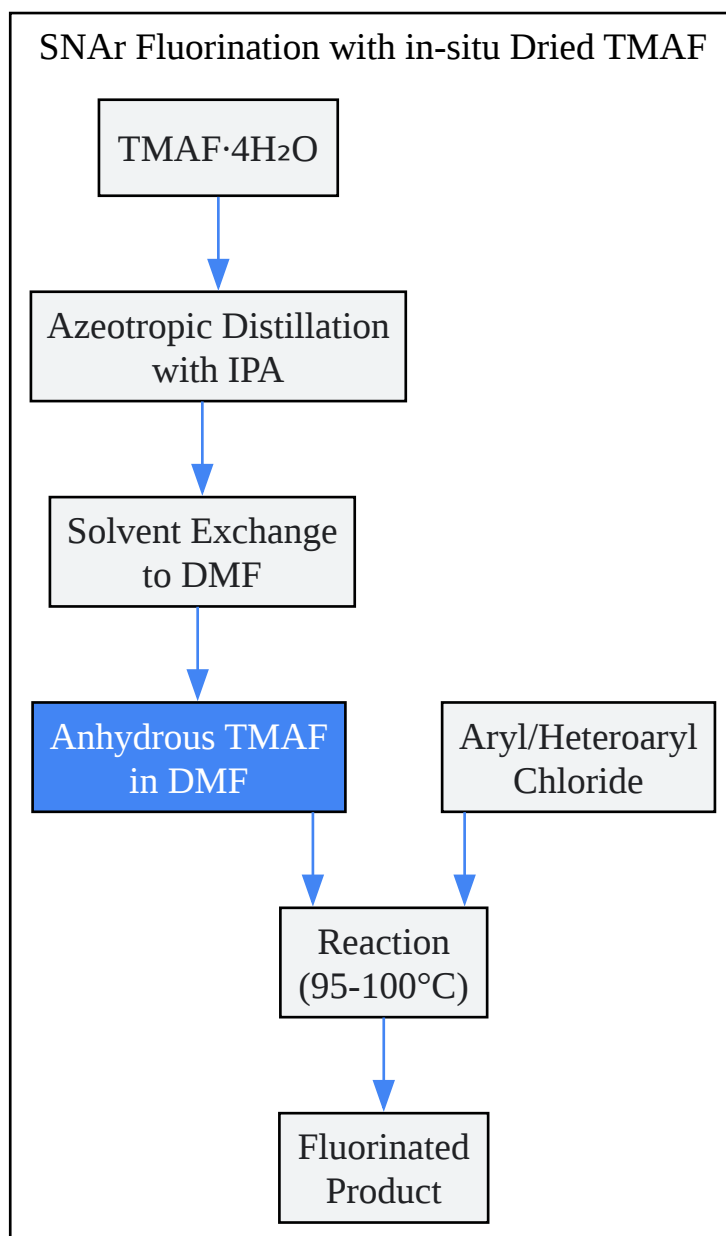 SNAr Fluorination with in-situ Dried TMAF
TMAF·4H₂O
Azeotropic Distillation
with IPA
Solvent Exchange
to DMF
Anhydrous TMAF
in DMF
Aryl/Heteroaryl
Chloride
Reaction
(95-100°C)
Fluorinated
Product